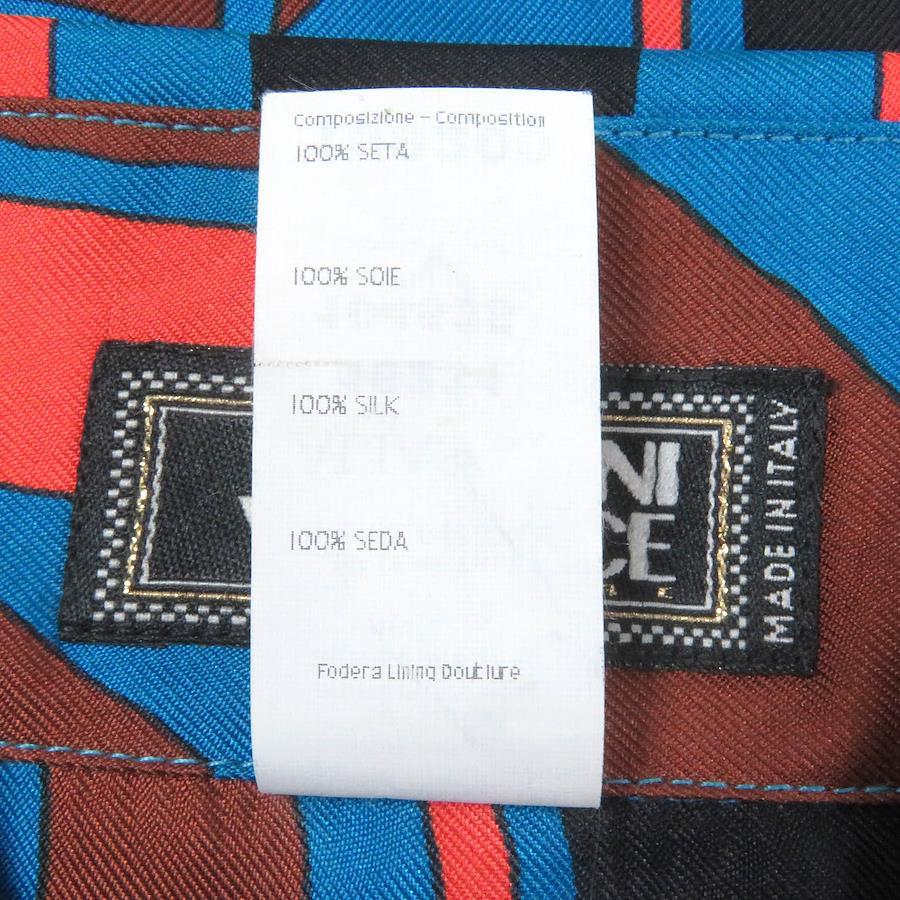 Composizione – Composition
100% SETA
100% SOIE
100% SILK
100% SEDA
Fodera Lining Doublure
NI
CE
MADE IN ITALY